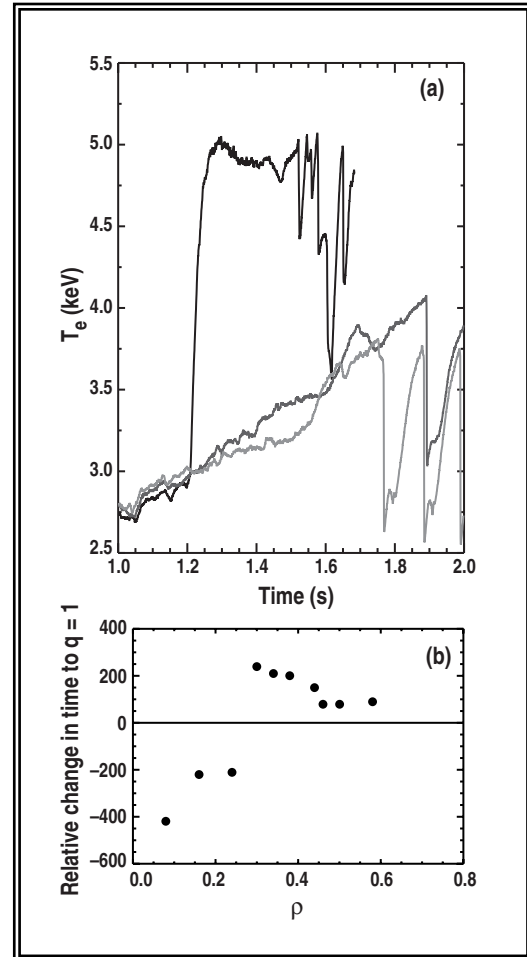 (a)
5.5
5.0
4.5
4.0
3.5
3.0
2.5
T_e (keV)
1.0 1.2 1.4 1.6 1.8 2.0
Time (s)
(b)
400
200
0
–200
–400
–600
Relative change in time to q = 1
0.0 0.2 0.4 0.6 0.8
ρ